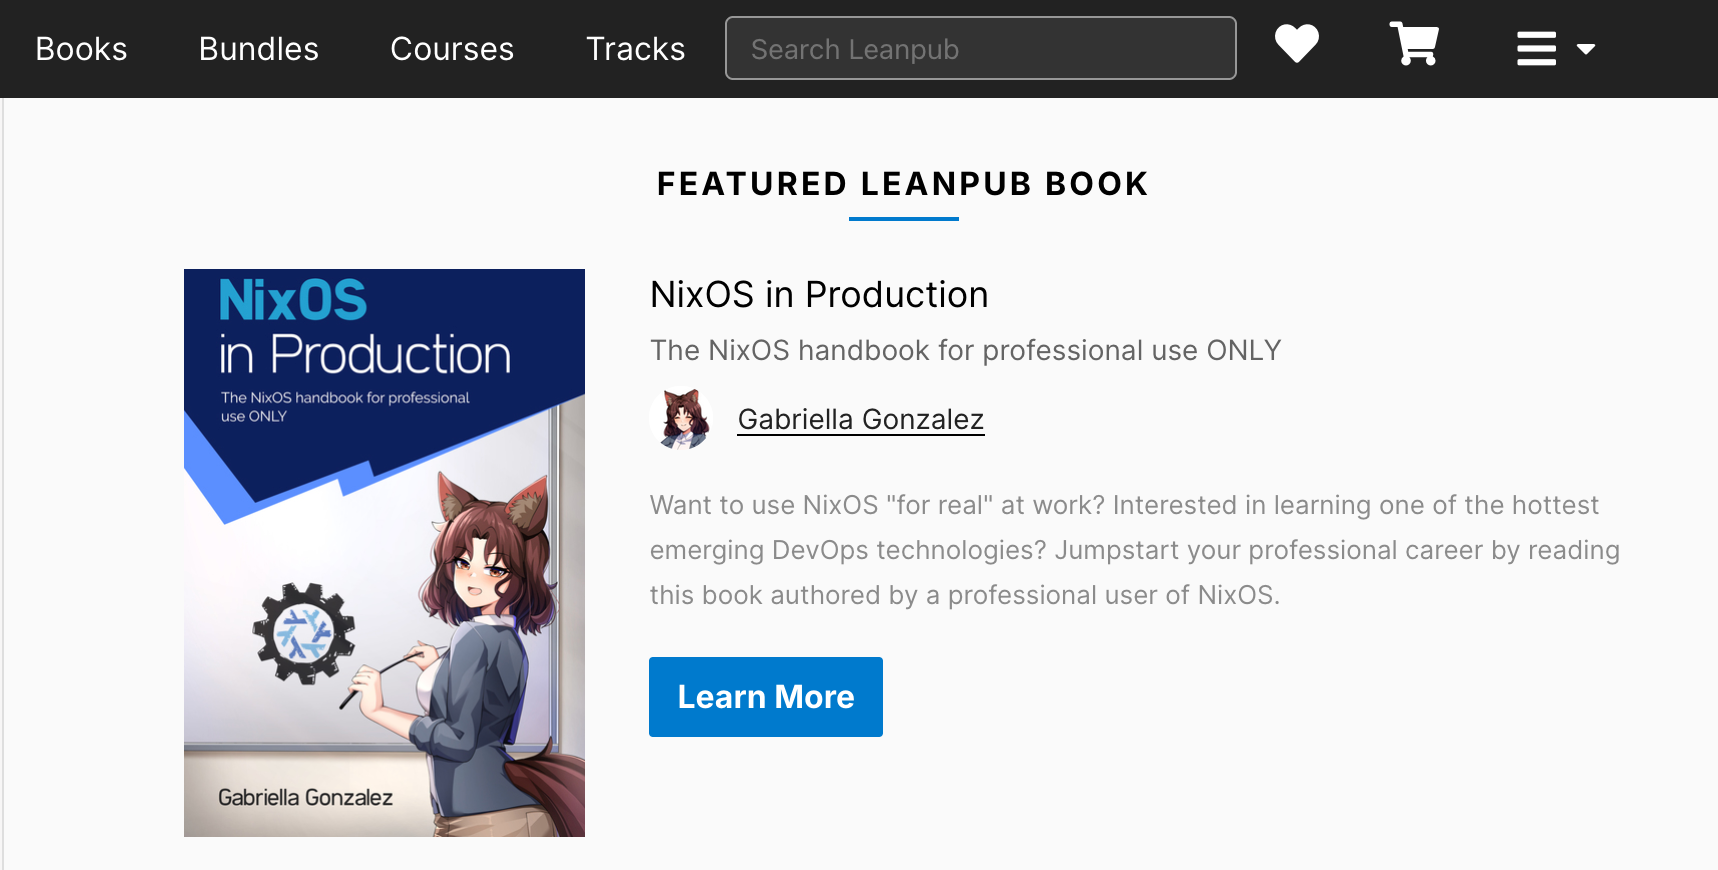 Books Bundles Courses Tracks Search Leanpub
FEATURED LEANPUB BOOK
NixOS
in Production
The NixOS handbook for professional
use ONLY
Gabriella Gonzalez
NixOS in Production
The NixOS handbook for professional use ONLY
Gabriella Gonzalez
Want to use NixOS "for real" at work? Interested in learning one of the hottest
emerging DevOps technologies? Jumpstart your professional career by reading
this book authored by a professional user of NixOS.
Learn More